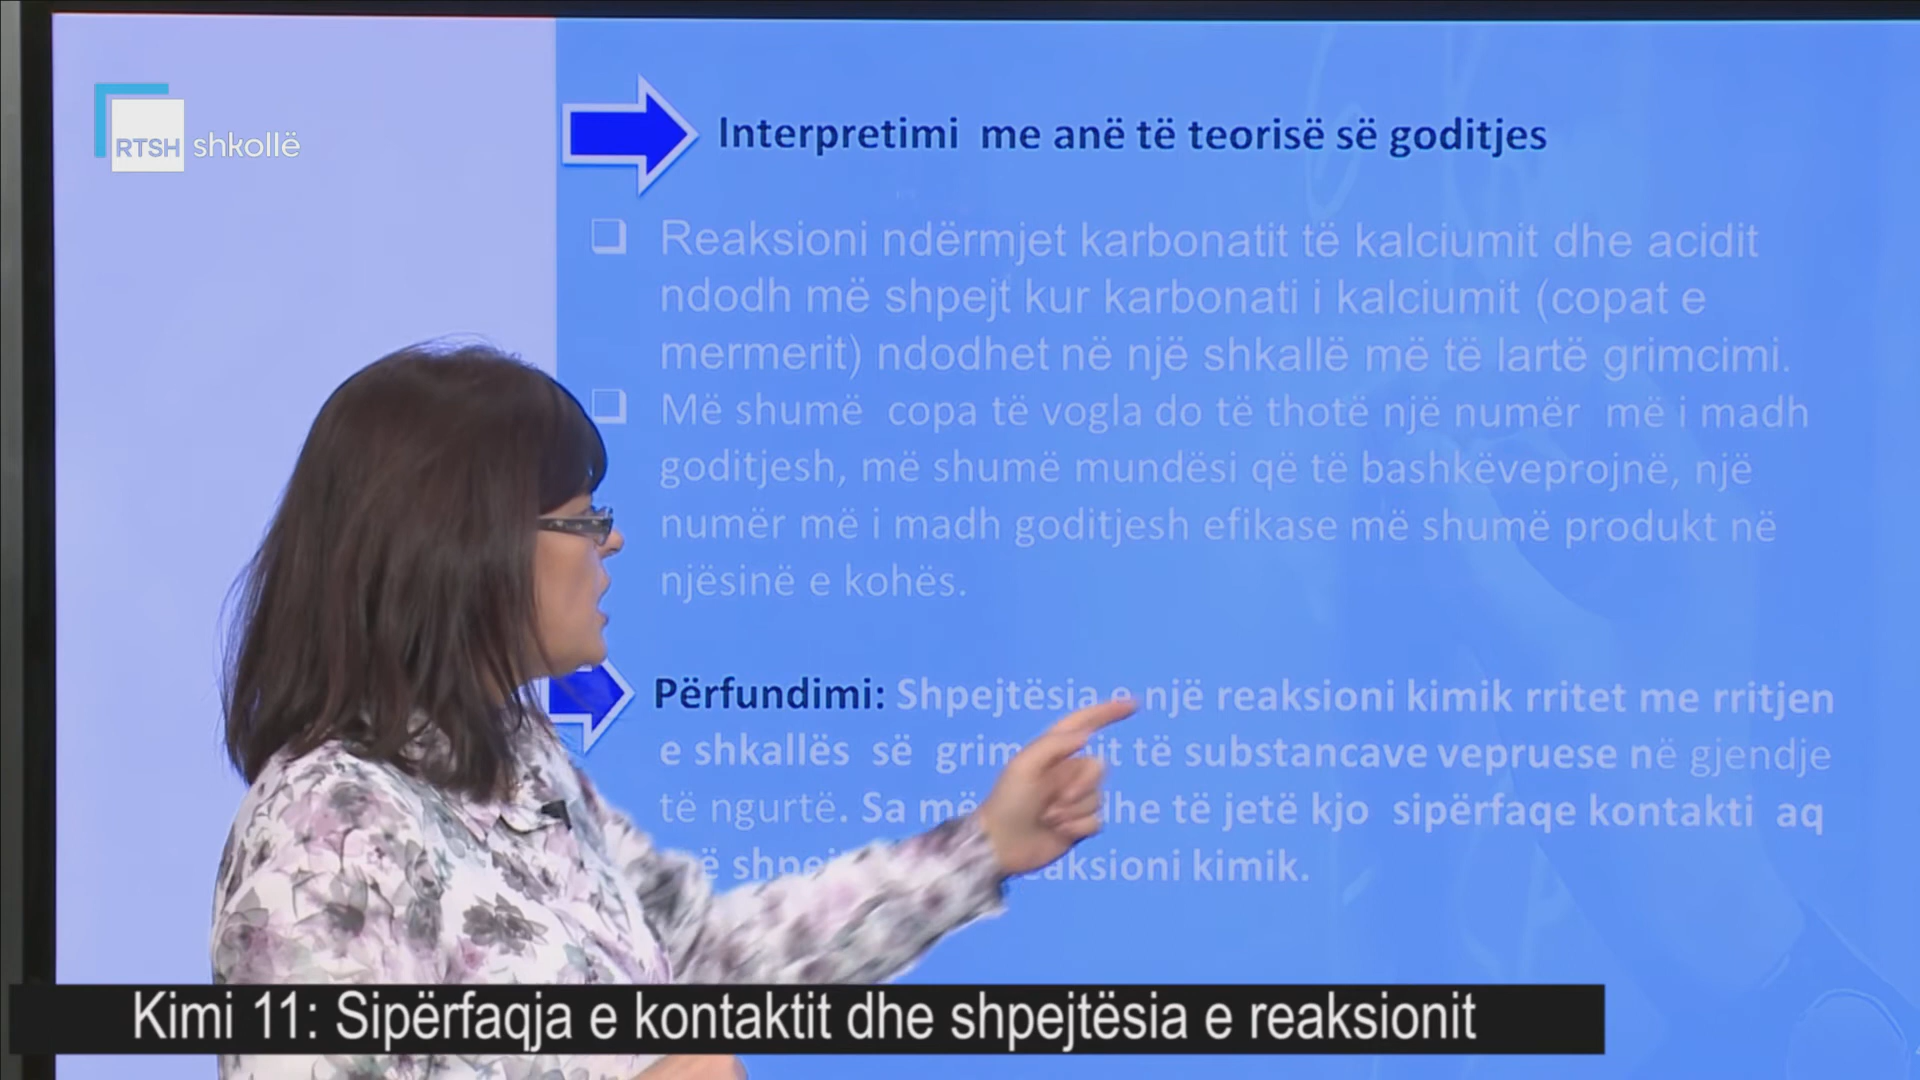 RTSH shkollë
Interpretimi me anë të teorisë së goditjes
Reaksioni ndërmjet karbonatit të kalciumit dhe acidit
ndodh më shpejt kur karbonati i kalciumit (copat e
mermerit) ndodhet në një shkallë më të lartë grimcimi.
Më shumë copa të vogla do të thotë një numër më i madh
goditjesh, më shumë mundësi që të bashkëveprojnë, një
numër më i madh goditjesh efikase më shumë produkt në
njësinë e kohës.
Përfundimi: Shpejtësia e një reaksioni kimik rritet me rritjen
e shkallës së të substancave vepruese në gjendje
të ngurtë. Sa të jetë kjo sipërfaqe kontakti aq
kimik.
Kimi 11: Sipërfaqja e kontaktit dhe shpejtësia e reaksionit